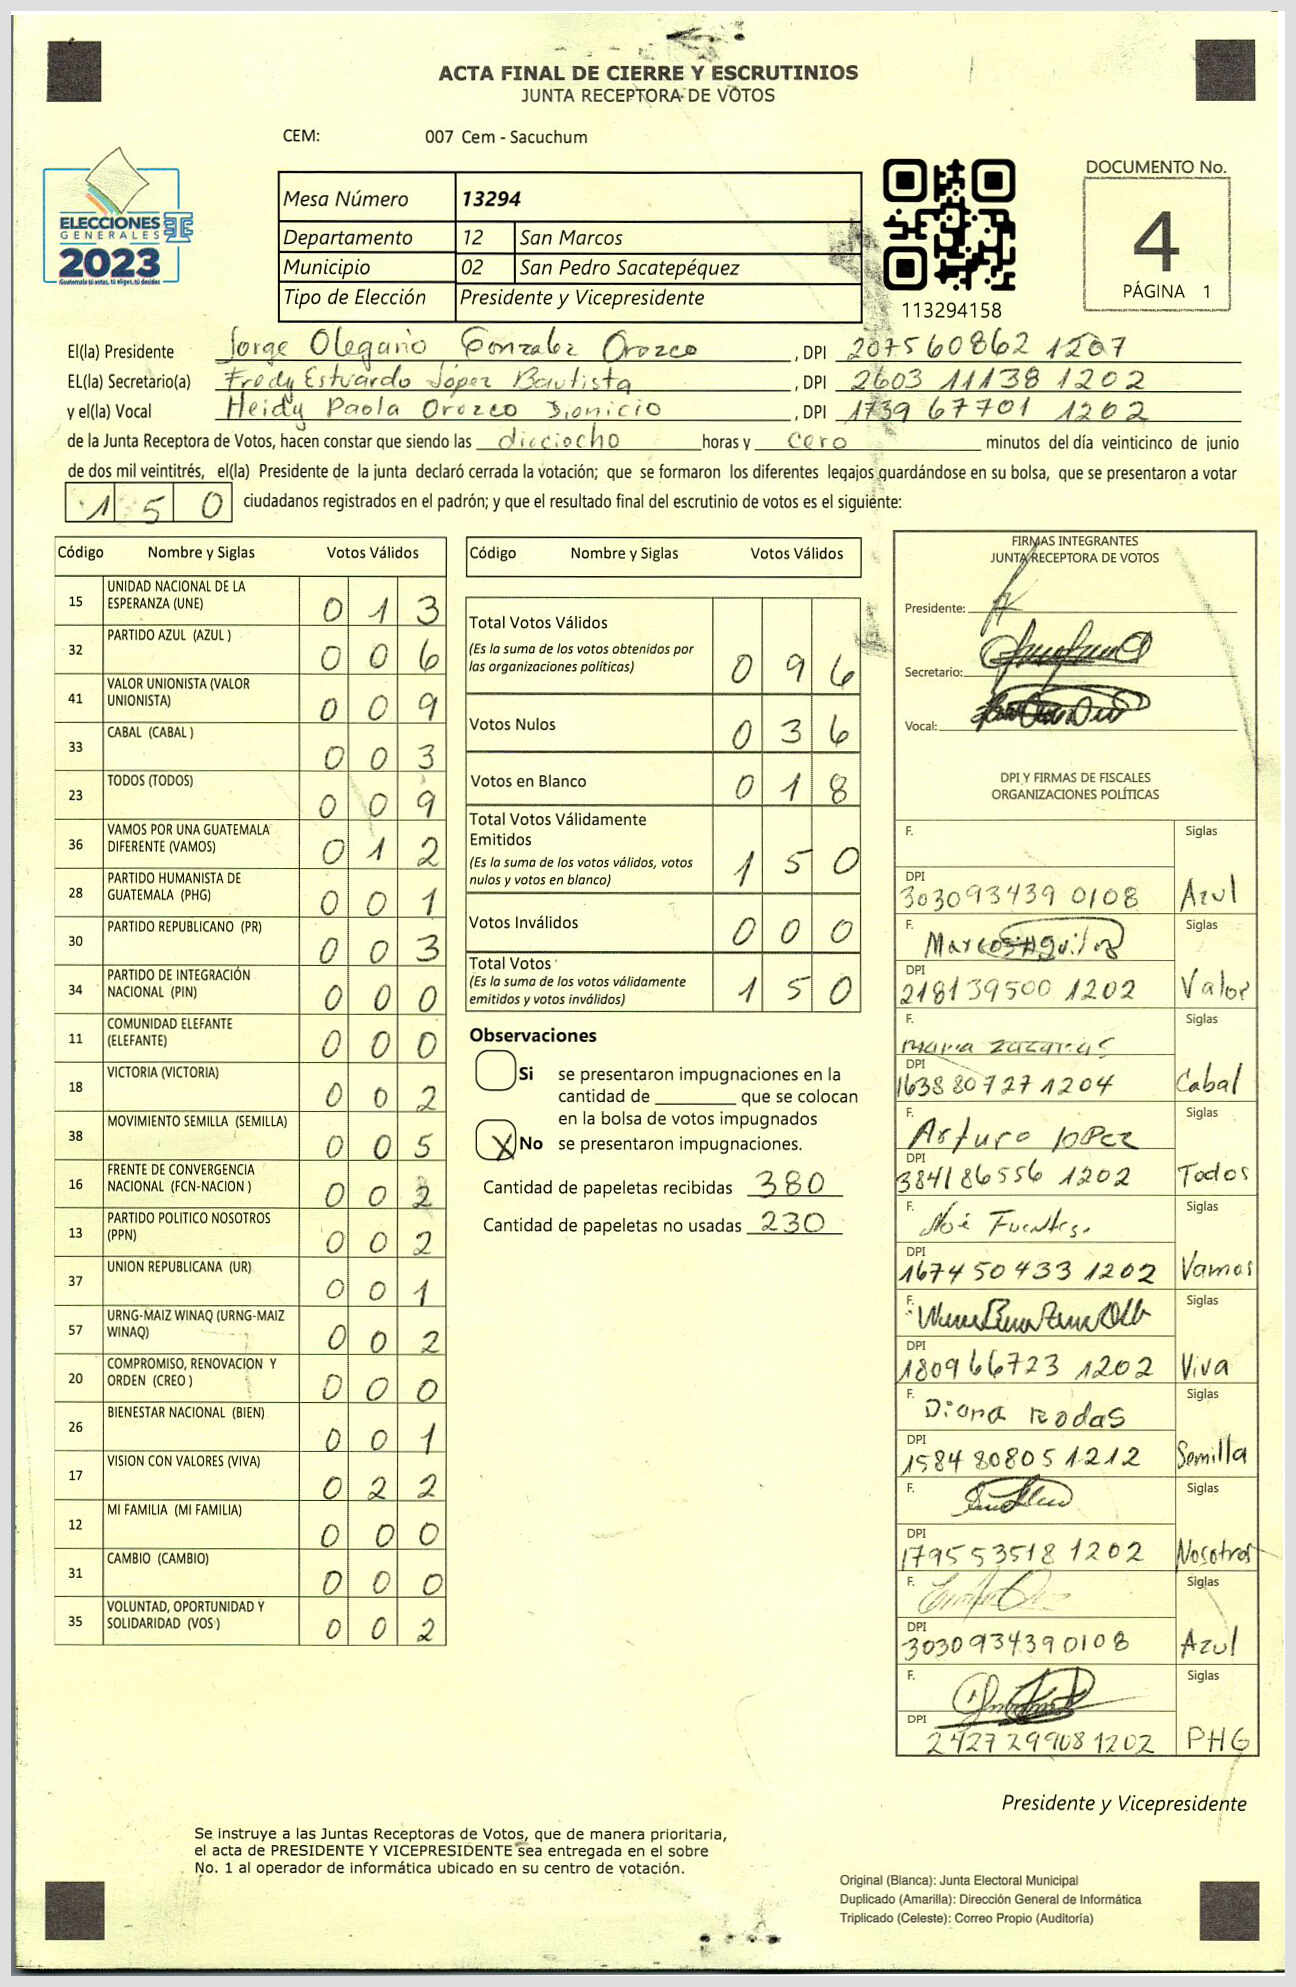 ACTA FINAL DE CIERRE Y ESCRUTINIOS
JUNTA RECEPTORA DE VOTOS
CEM: 007 Cem - Sacuchum
ELECCIONES
GENERALES
2023
Guatemala tú votas, tú eliges, tú decides
Mesa Número 13294
Departamento 12 San Marcos
Municipio 02 San Pedro Sacatepéquez
Tipo de Elección Presidente y Vicepresidente
113294158
DOCUMENTO No.
4
PÁGINA 1
El(la) Presidente Jorge Olegario Gonzalez Orozco , DPI 207560862 1207
EL(la) Secretario(a) Fredy Estuardo López Bautista , DPI 2603 11138 1202
y el(la) Vocal Heidy Paola Orozco Dionicio , DPI 1739 67701 1202
de la Junta Receptora de Votos, hacen constar que siendo las dieciocho horas y cero minutos del día veinticinco de junio
de dos mil veintitrés, el(la) Presidente de la junta declaró cerrada la votación; que se formaron los diferentes legajos guardándose en su bolsa, que se presentaron a votar
150 ciudadanos registrados en el padrón; y que el resultado final del escrutinio de votos es el siguiente:
Código Nombre y Siglas Votos Válidos
15 UNIDAD NACIONAL DE LA ESPERANZA (UNE) 0 1 3
32 PARTIDO AZUL (AZUL ) 0 0 6
41 VALOR UNIONISTA (VALOR UNIONISTA) 0 0 9
33 CABAL (CABAL ) 0 0 3
23 TODOS (TODOS) 0 0 9
36 VAMOS POR UNA GUATEMALA DIFERENTE (VAMOS) 0 1 2
28 PARTIDO HUMANISTA DE GUATEMALA (PHG) 0 0 1
30 PARTIDO REPUBLICANO (PR) 0 0 3
34 PARTIDO DE INTEGRACIÓN NACIONAL (PIN) 0 0 0
11 COMUNIDAD ELEFANTE (ELEFANTE) 0 0 0
18 VICTORIA (VICTORIA) 0 0 2
38 MOVIMIENTO SEMILLA (SEMILLA) 0 0 5
16 FRENTE DE CONVERGENCIA NACIONAL (FCN-NACION ) 0 0 2
13 PARTIDO POLITICO NOSOTROS (PPN) 0 0 2
37 UNION REPUBLICANA (UR) 0 0 1
57 URNG-MAIZ WINAQ (URNG-MAIZ WINAQ) 0 0 2
20 COMPROMISO, RENOVACION Y ORDEN (CREO ) 0 0 0
26 BIENESTAR NACIONAL (BIEN) 0 0 1
17 VISION CON VALORES (VIVA) 0 2 2
12 MI FAMILIA (MI FAMILIA) 0 0 0
31 CAMBIO (CAMBIO) 0 0 0
35 VOLUNTAD, OPORTUNIDAD Y SOLIDARIDAD (VOS ) 0 0 2
Código Nombre y Siglas Votos Válidos
Total Votos Válidos 0 9 6
(Es la suma de los votos obtenidos por
las organizaciones políticas)
Votos Nulos 0 3 6
Votos en Blanco 0 1 8
Total Votos Válidamente
Emitidos 1 5 0
(Es la suma de los votos válidos, votos
nulos y votos en blanco)
Votos Inválidos 0 0 0
Total Votos 1 5 0
(Es la suma de los votos válidamente
emitidos y votos inválidos)
Observaciones
Si se presentaron impugnaciones en la
cantidad de ________ que se colocan
en la bolsa de votos impugnados
X No se presentaron impugnaciones.
Cantidad de papeletas recibidas 380
Cantidad de papeletas no usadas 230
FIRMAS INTEGRANTES
JUNTA RECEPTORA DE VOTOS
Presidente:
Secretario:
Vocal:
DPI Y FIRMAS DE FISCALES
ORGANIZACIONES POLÍTICAS
F. Siglas
DPI 303093439 0108 Azul
F. Marcos Aguilar Siglas
DPI 218139500 1202 Valor
F. Maria Siglas
DPI 1638 80727 1204 Cabal
F. Arturo lopez Siglas
DPI 384186556 1202 Todos
F. Noé Fuentes. Siglas
DPI 1674 50433 1202 Vamos
F. Siglas
DPI 180966723 1202 Viva
F. Diana Rodas Siglas
DPI 1584 80805 1212 Semilla
F. Siglas
DPI 179553518 1202 Nosotros
F. Siglas
DPI 303093439 0108 Azul
F. Siglas
DPI 2427 29908 1202 PHG
Presidente y Vicepresidente
Se instruye a las Juntas Receptoras de Votos, que de manera prioritaria,
el acta de PRESIDENTE Y VICEPRESIDENTE sea entregada en el sobre
No. 1 al operador de informática ubicado en su centro de votación.
Original (Blanca): Junta Electoral Municipal
Duplicado (Amarilla): Dirección General de Informática
Triplicado (Celeste): Correo Propio (Auditoría)